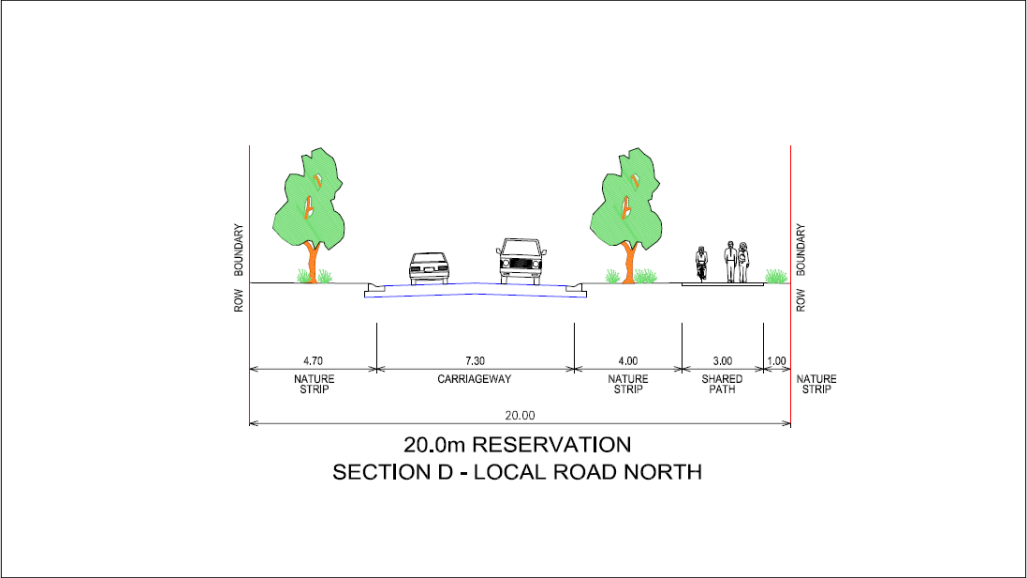 BOUNDARY
ROW
BOUNDARY
ROW
4.70
7.30
4.00
3.00
1.00
NATURE
STRIP
CARRIAGEWAY
NATURE
STRIP
SHARED
PATH
NATURE
STRIP
20.00
20.0m RESERVATION
SECTION D - LOCAL ROAD NORTH